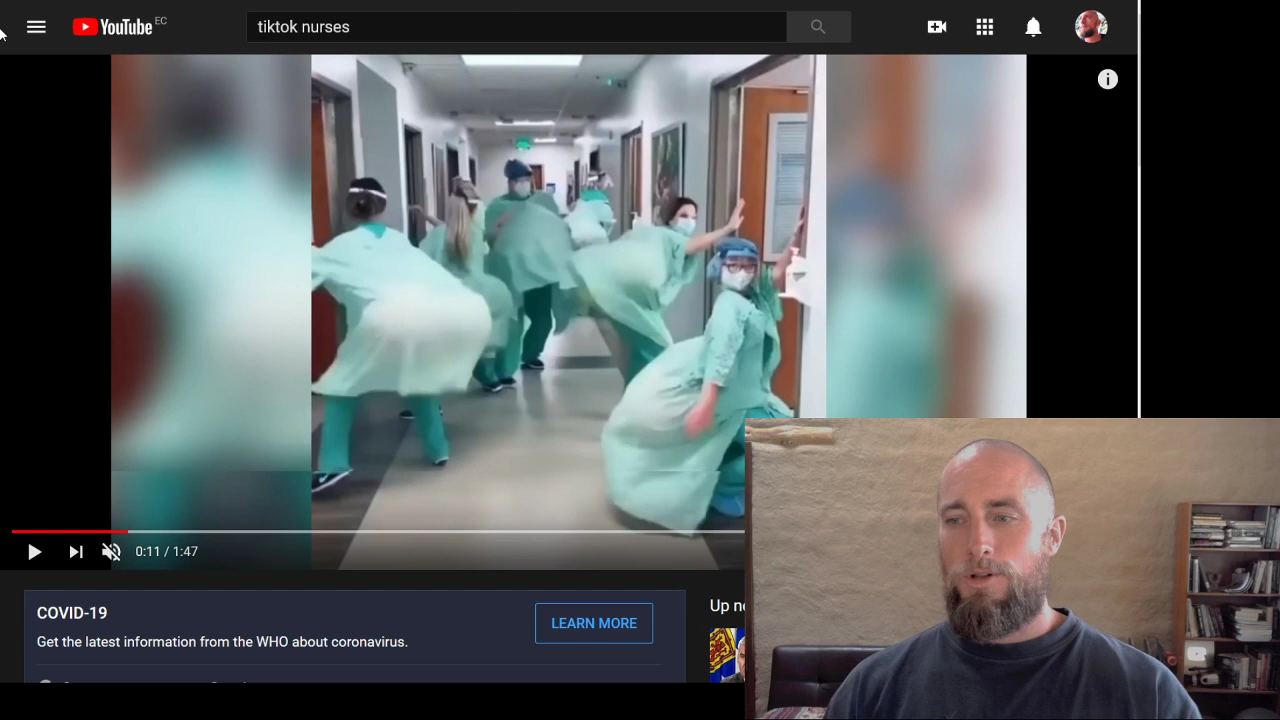 YouTube EC
tiktok nurses
0:11 / 1:47
COVID-19
Get the latest information from the WHO about coronavirus.
LEARN MORE
Up